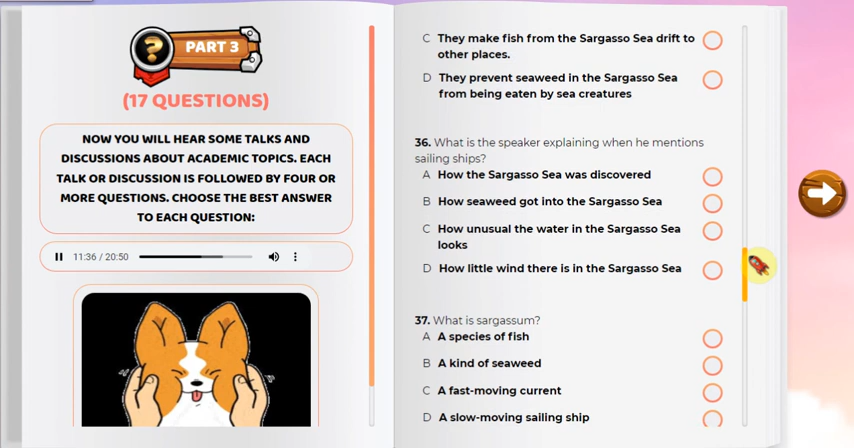 PART 3
(17 QUESTIONS)
NOW YOU WILL HEAR SOME TALKS AND
DISCUSSIONS ABOUT ACADEMIC TOPICS. EACH
TALK OR DISCUSSION IS FOLLOWED BY FOUR OR
MORE QUESTIONS. CHOOSE THE BEST ANSWER
TO EACH QUESTION:
11:36 / 20:50
C They make fish from the Sargasso Sea drift to
other places.
D They prevent seaweed in the Sargasso Sea
from being eaten by sea creatures
36. What is the speaker explaining when he mentions
sailing ships?
A How the Sargasso Sea was discovered
B How seaweed got into the Sargasso Sea
C How unusual the water in the Sargasso Sea
looks
D How little wind there is in the Sargasso Sea
37. What is sargassum?
A A species of fish
B A kind of seaweed
C A fast-moving current
D A slow-moving sailing ship